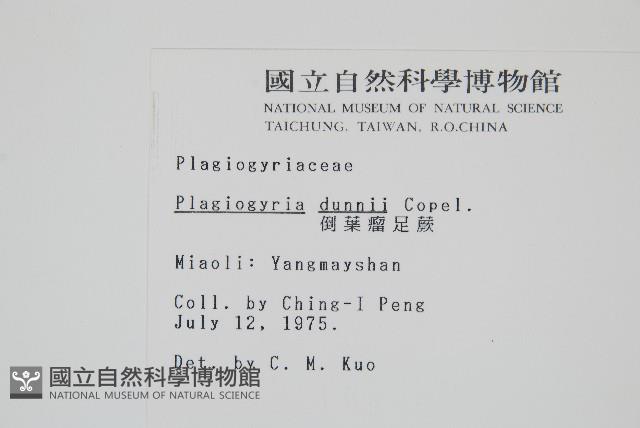 國立自然科學博物館
NATIONAL MUSEUM OF NATURAL SCIENCE
TAICHUNG, TAIWAN, R.O.CHINA
Plagiogyriaceae
Plagiogyria dunnii Copel.
倒葉瘤足蕨
Miaoli: Yangmayshan
Coll. by Ching-I Peng
July 12, 1975.
Det. by C. M. Kuo
國立自然科學博物館
NATIONAL MUSEUM OF NATURAL SCIENCE